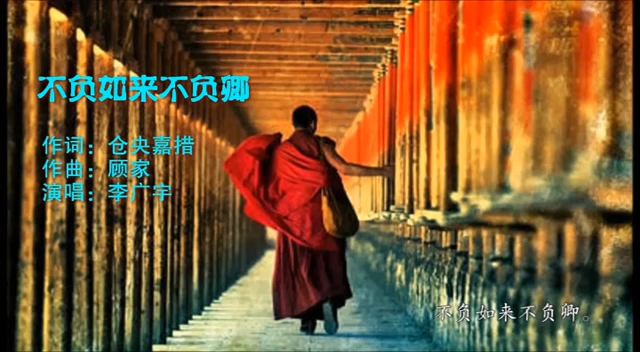 不负如来不负卿
作词：仓央嘉措
作曲：顾家
演唱：李广宇
不负如来不负卿。